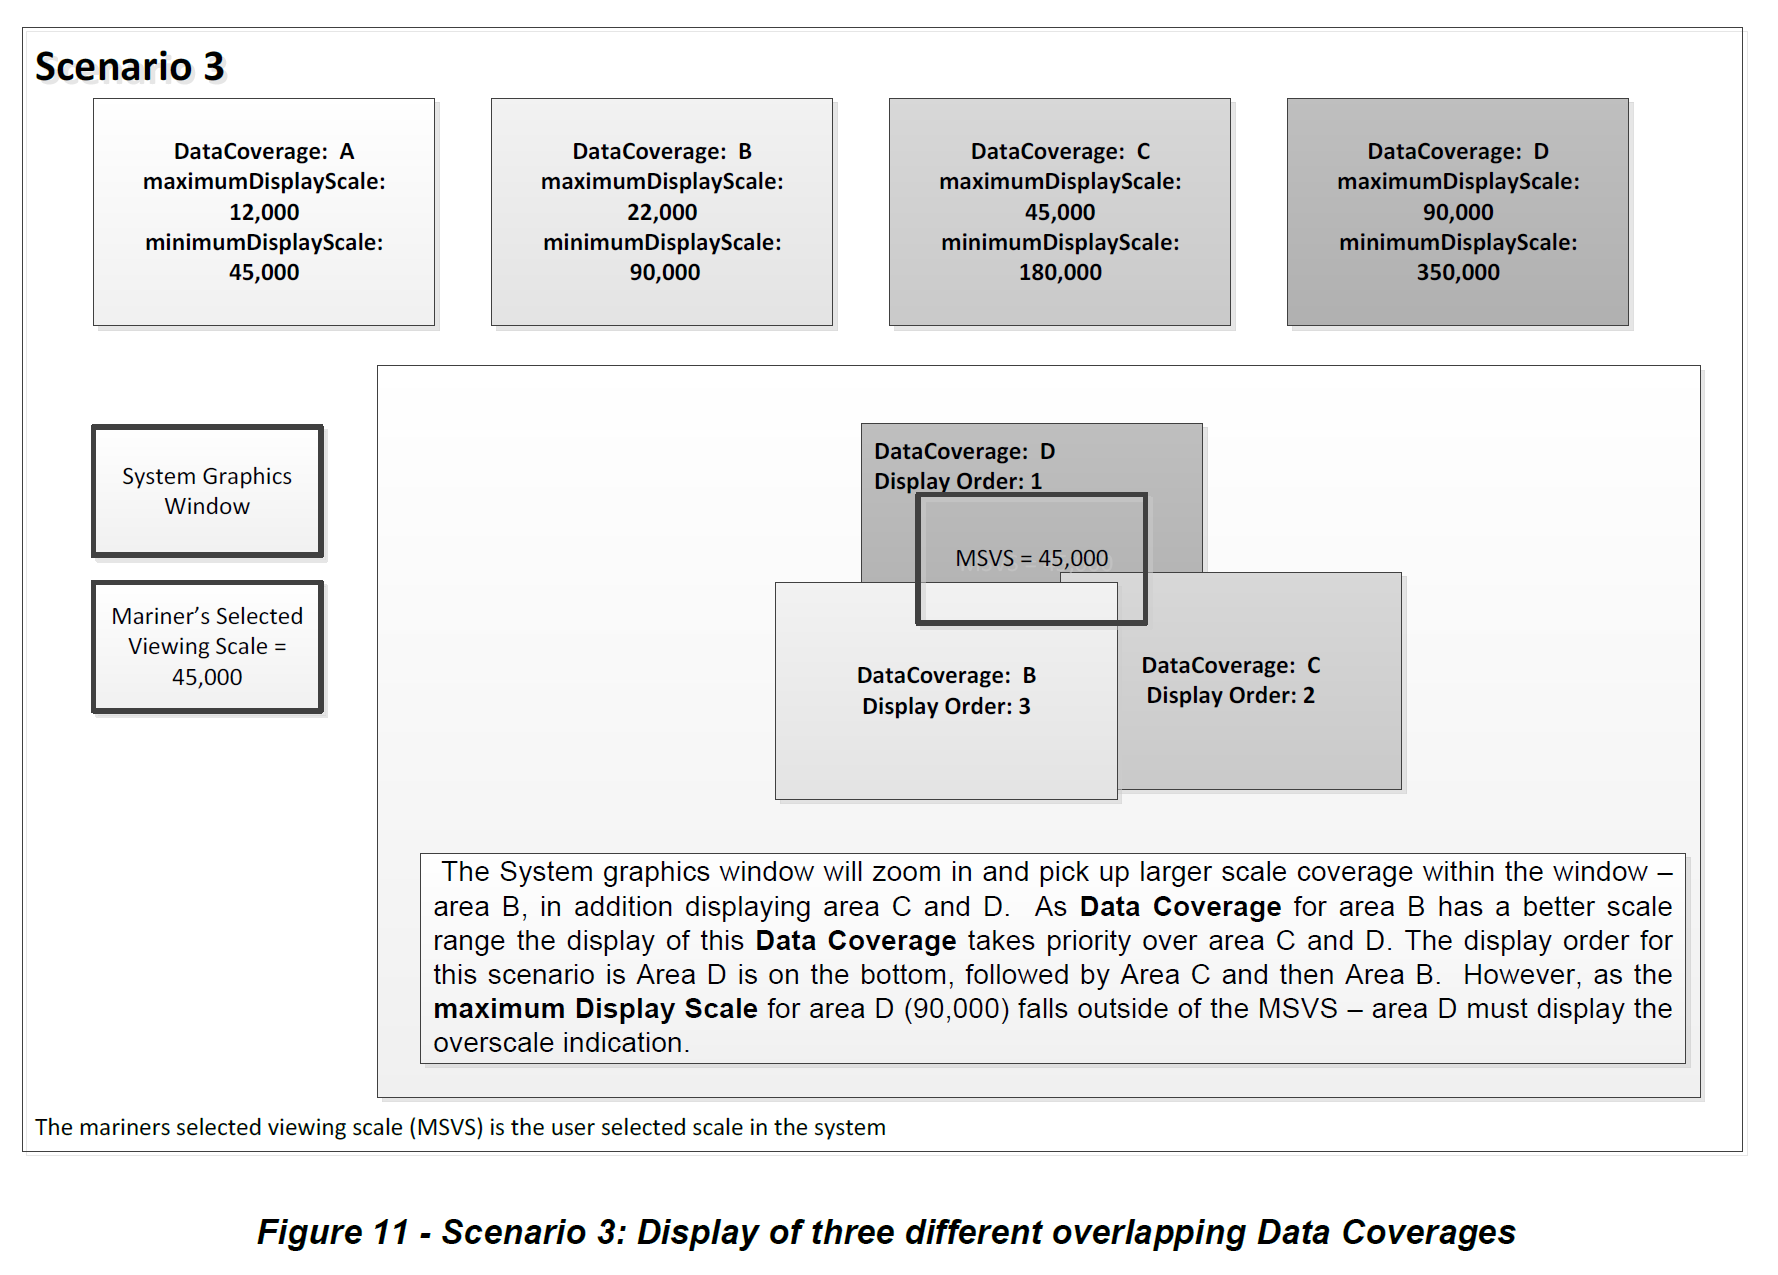 Scenario 3
DataCoverage: A
maximumDisplayScale:
12,000
minimumDisplayScale:
45,000
DataCoverage: B
maximumDisplayScale:
22,000
minimumDisplayScale:
90,000
DataCoverage: C
maximumDisplayScale:
45,000
minimumDisplayScale:
180,000
DataCoverage: D
maximumDisplayScale:
90,000
minimumDisplayScale:
350,000
System Graphics
Window
Mariner’s Selected
Viewing Scale =
45,000
DataCoverage: D
Display Order: 1
MSVS = 45,000
DataCoverage: B
Display Order: 3
DataCoverage: C
Display Order: 2
The System graphics window will zoom in and pick up larger scale coverage within the window –
area B, in addition displaying area C and D. As Data Coverage for area B has a better scale
range the display of this Data Coverage takes priority over area C and D. The display order for
this scenario is Area D is on the bottom, followed by Area C and then Area B. However, as the
maximum Display Scale for area D (90,000) falls outside of the MSVS – area D must display the
overscale indication.
The mariners selected viewing scale (MSVS) is the user selected scale in the system
Figure 11 - Scenario 3: Display of three different overlapping Data Coverages